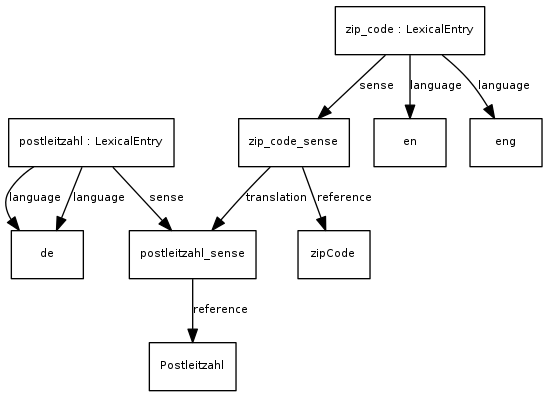 zip_code : LexicalEntry
sense
language
language
postleitzahl : LexicalEntry
zip_code_sense
en
eng
language
language
sense
translation
reference
de
postleitzahl_sense
zipCode
reference
Postleitzahl